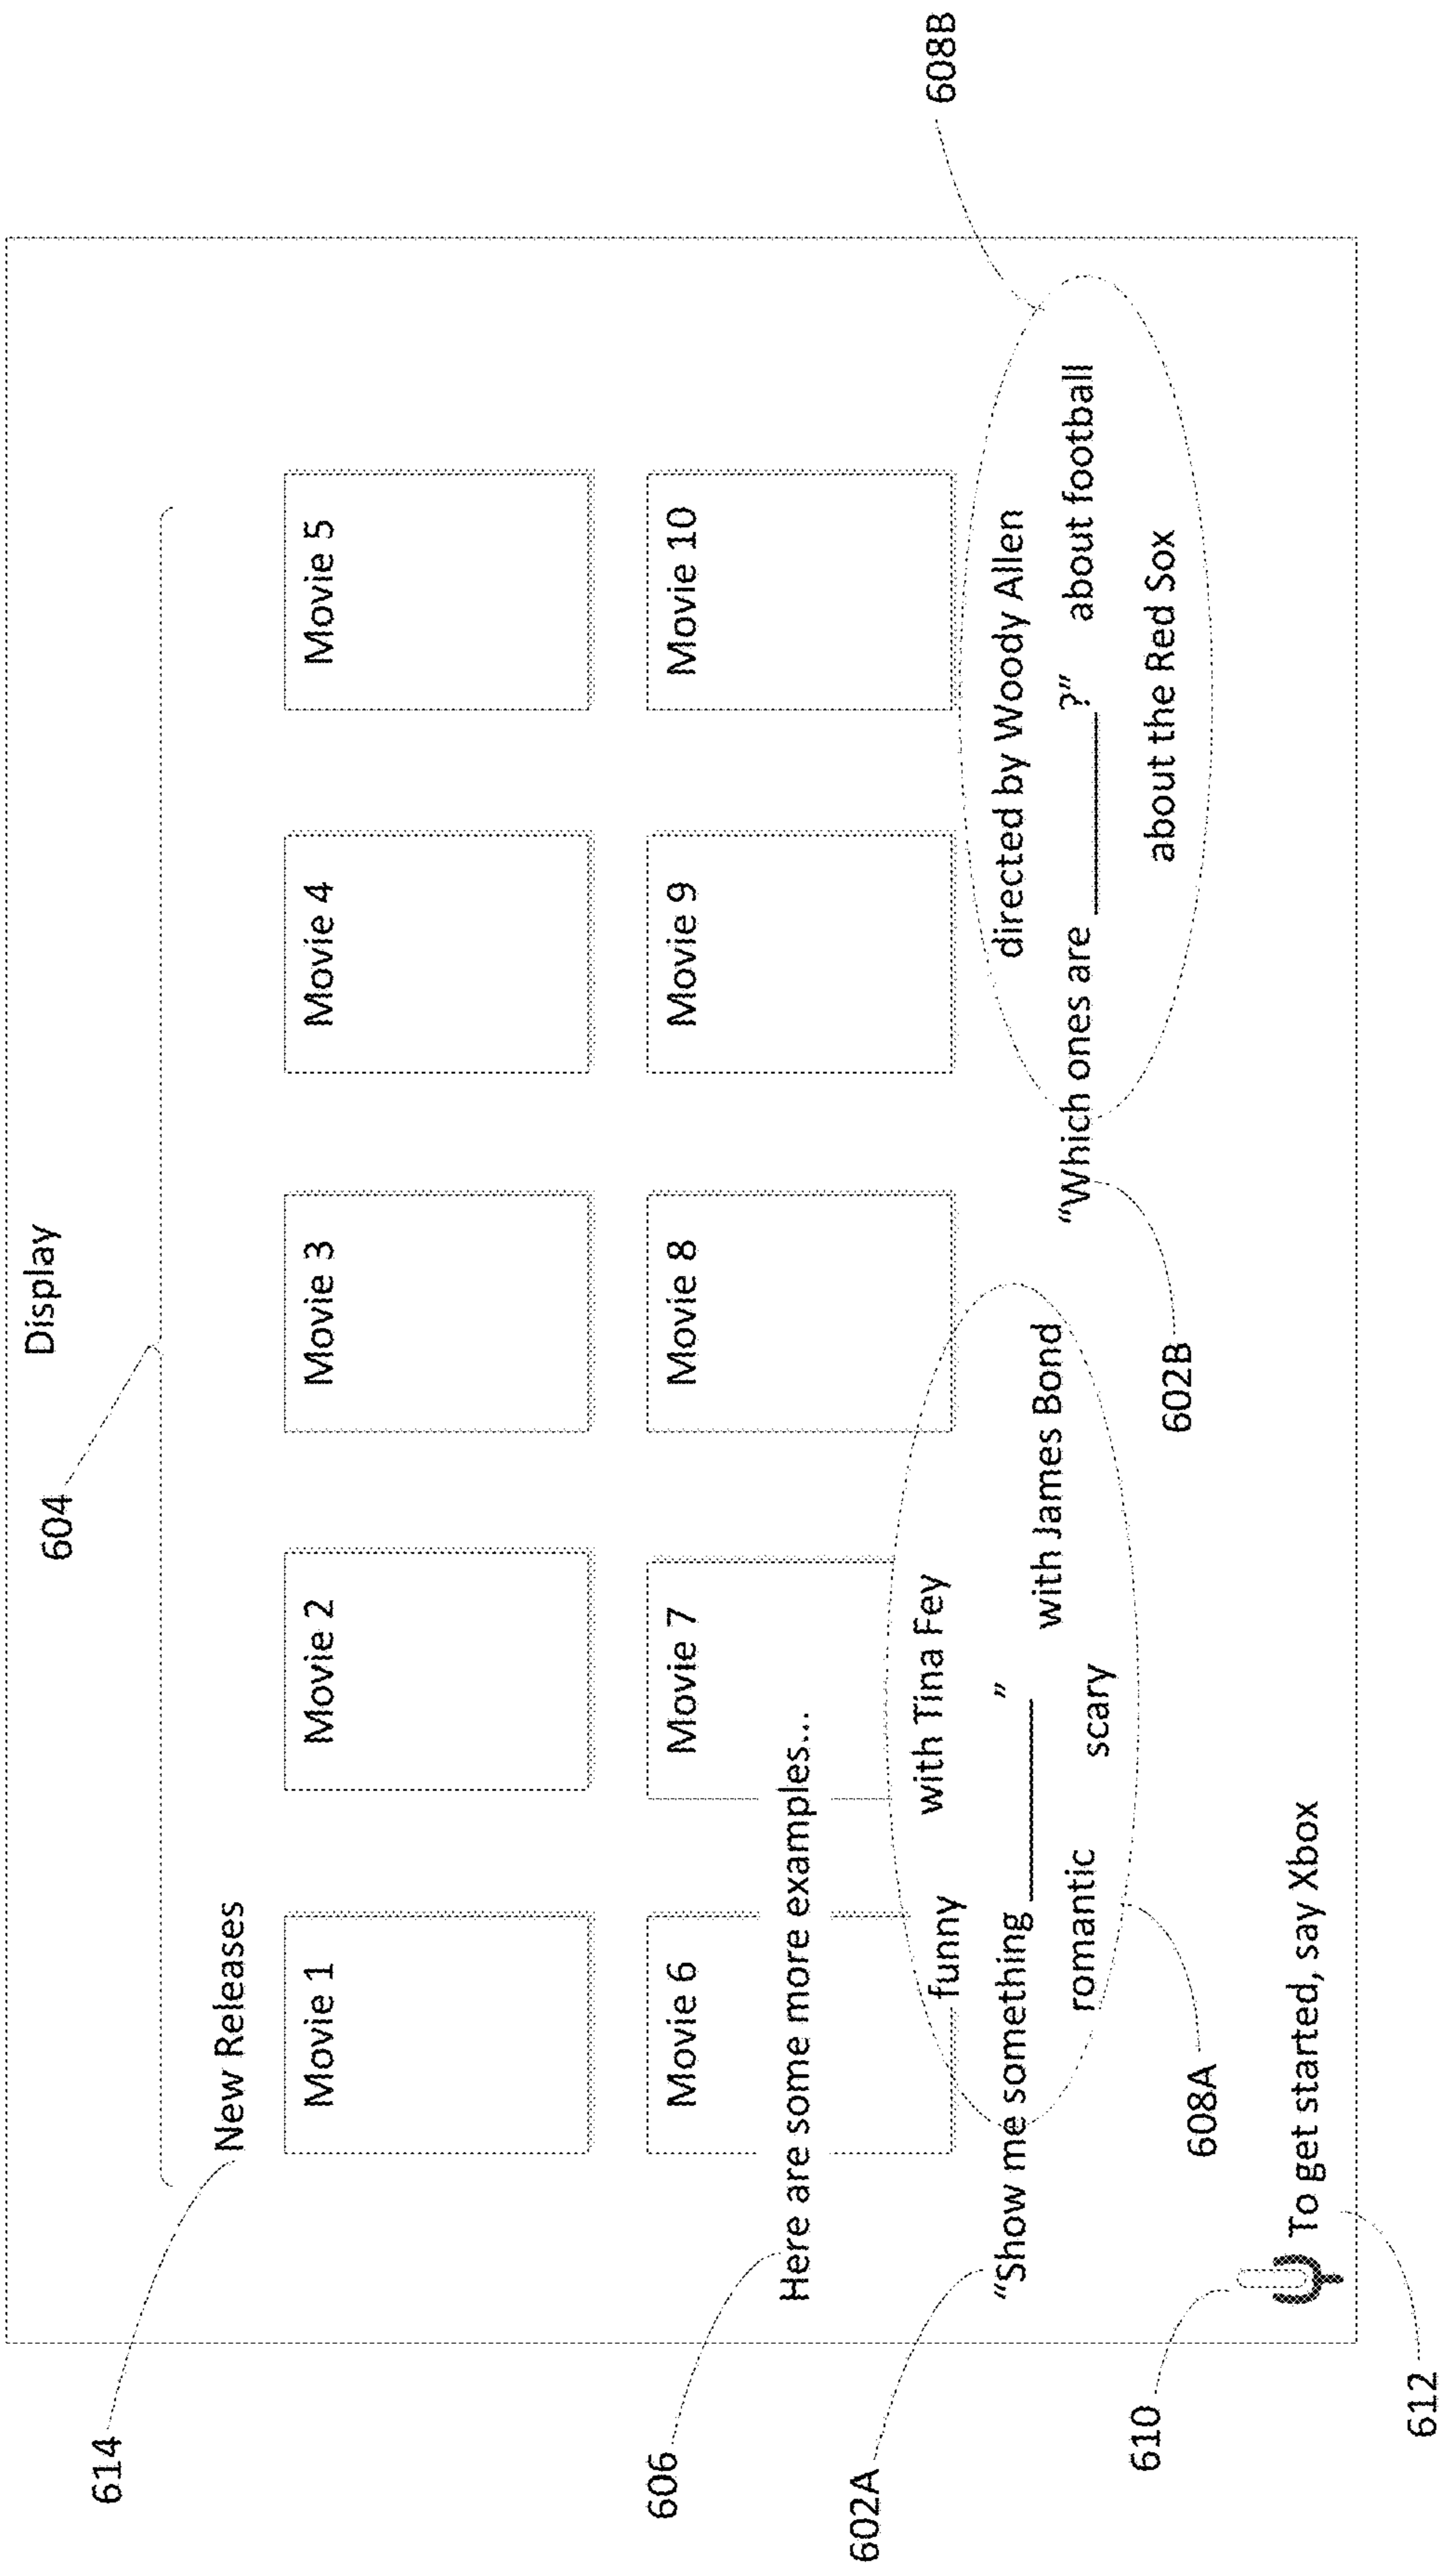 Display
604
614
New Releases
Movie 1
Movie 2
Movie 3
Movie 4
Movie 5
Movie 6
Movie 7
Movie 8
Movie 9
Movie 10
606
Here are some more examples...
608B
funny
with Tina Fey
602A
“Show me something ________”
with James Bond
romantic
scary
608A
directed by Woody Allen
“Which ones are ________?”
about football
about the Red Sox
602B
610
To get started, say Xbox
612